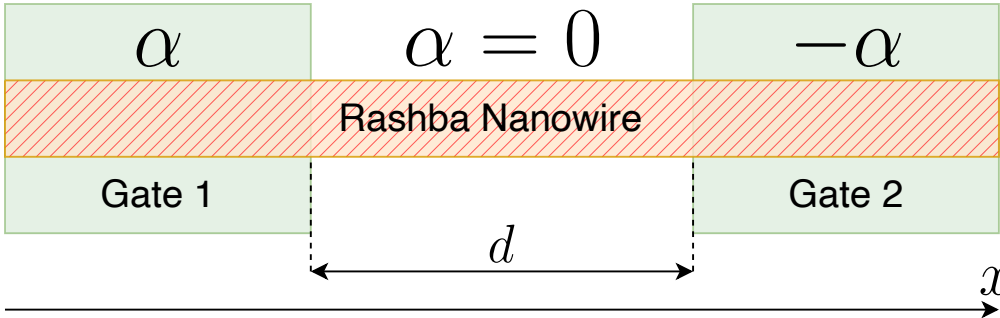 α α = 0 −α
Rashba Nanowire
Gate 1 Gate 2
d
x